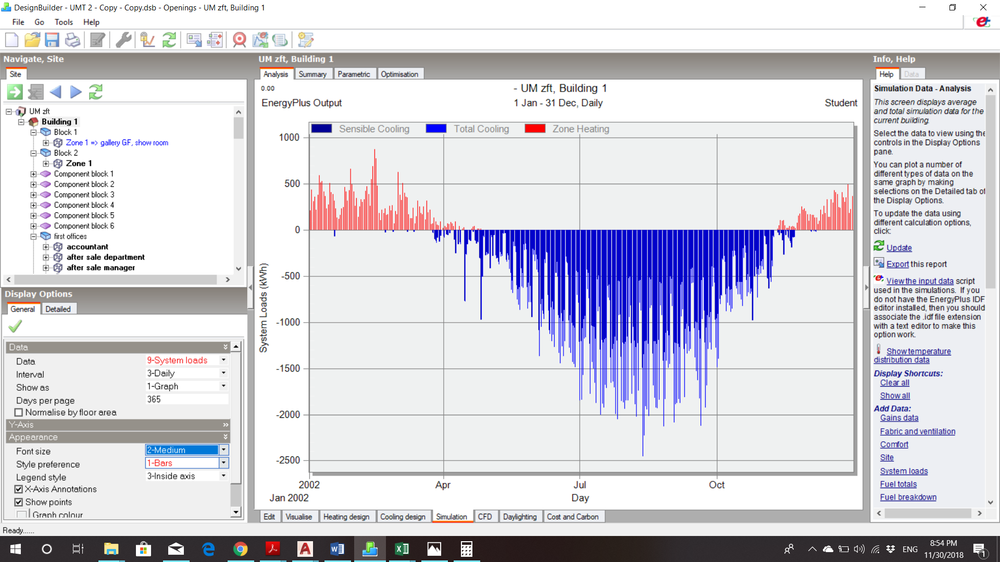 DesignBuilder - UMT 2 - Copy - Copy.dsb - Openings - UM zft, Building 1
File Go Tools Help
Navigate, Site
Site
UM zft
Building 1
Block 1
Zone 1 => gallery GF, show room
Block 2
Zone 1
Component block 1
Component block 2
Component block 3
Component block 4
Component block 5
Component block 6
first offices
accountant
after sale department
after sale manager
Display Options
General Detailed
Data
Data 9-System loads
Interval 3-Daily
Show as 1-Graph
Days per page 365
Normalise by floor area
Y-Axis
Appearance
Font size 2-Medium
Style preference 1-Bars
Legend style 3-Inside axis
X-Axis Annotations
Show points
Graph colour
UM zft, Building 1
Analysis Summary Parametric Optimisation
0.00
- UM zft, Building 1
EnergyPlus Output
1 Jan - 31 Dec, Daily
Student
Sensible Cooling Total Cooling Zone Heating
System Loads (kWh)
1000
500
0
-500
-1000
-1500
-2000
-2500
2002 Apr Jul Oct
Jan 2002
Day
Edit Visualise Heating design Cooling design Simulation CFD Daylighting Cost and Carbon
Info, Help
Help Data
Simulation Data - Analysis
This screen displays average
and total simulation data for the
current building.
Select the data to view using the
controls in the Display Options
pane.
You can plot a number of
different types of data on the
same graph by making
selections on the Detailed tab of
the Display Options.
To update the data using
different calculation options,
click:
Update
Export this report
View the input data script
used in the simulations. If you
do not have the EnergyPlus IDF
editor installed, then you should
associate the .idf file extension
with a text editor to make this
option work.
Show temperature
distribution data
Display Shortcuts:
Clear all
Show all
Add Data:
Gains data
Fabric and ventilation
Comfort
Site
System loads
Fuel totals
Fuel breakdown
Ready......
ENG
8:54 PM
11/30/2018
1